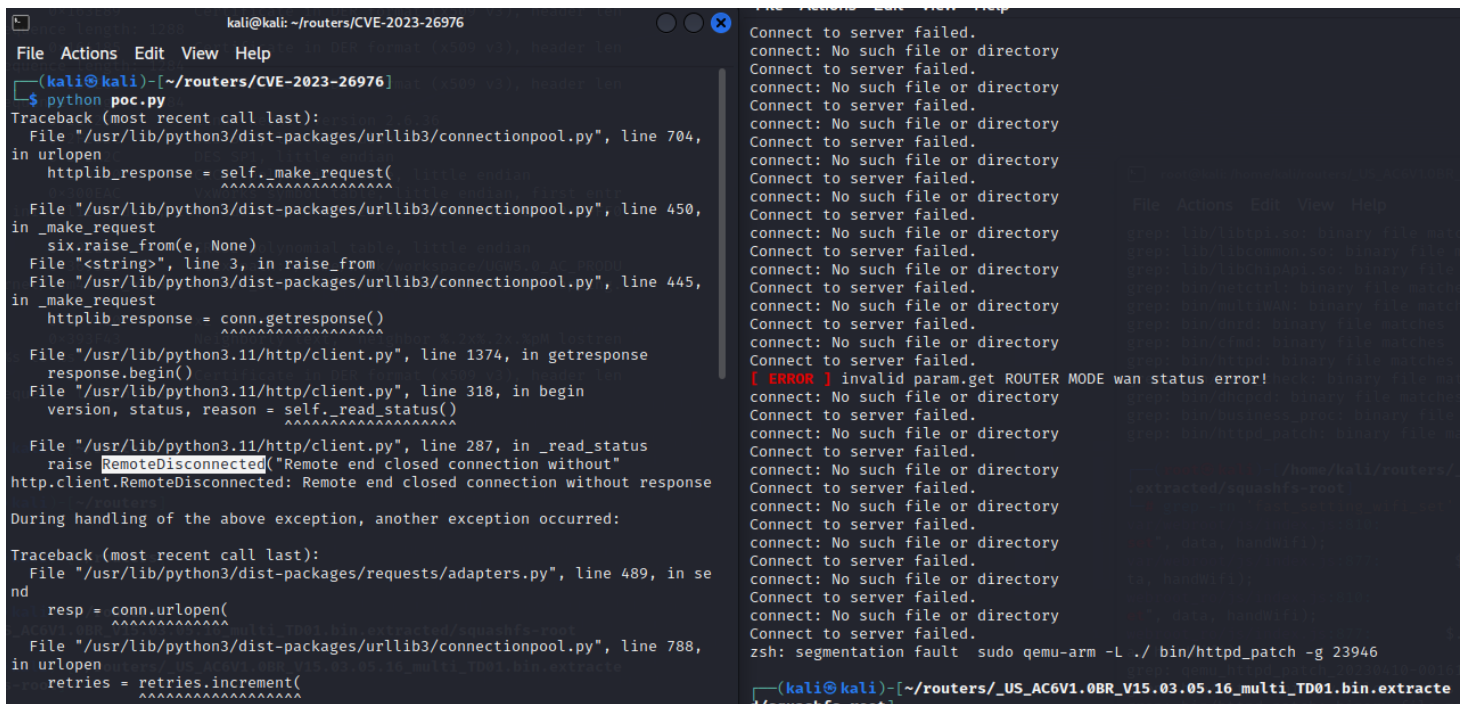 kali@kali: ~/routers/CVE-2023-26976
File Actions Edit View Help
(kali㉿kali)-[~/routers/CVE-2023-26976]
$ python poc.py
Traceback (most recent call last):
File "/usr/lib/python3/dist-packages/urllib3/connectionpool.py", line 704,
in urlopen
httplib_response = self._make_request(
^^^^^^^^^^^^^^^^^^^
File "/usr/lib/python3/dist-packages/urllib3/connectionpool.py", line 450,
in _make_request
six.raise_from(e, None)
File "<string>", line 3, in raise_from
File "/usr/lib/python3/dist-packages/urllib3/connectionpool.py", line 445,
in _make_request
httplib_response = conn.getresponse()
^^^^^^^^^^^^^^^^^^
File "/usr/lib/python3.11/http/client.py", line 1374, in getresponse
response.begin()
File "/usr/lib/python3.11/http/client.py", line 318, in begin
version, status, reason = self._read_status()
^^^^^^^^^^^^^^^^^^^
File "/usr/lib/python3.11/http/client.py", line 287, in _read_status
raise RemoteDisconnected("Remote end closed connection without"
http.client.RemoteDisconnected: Remote end closed connection without response
During handling of the above exception, another exception occurred:
Traceback (most recent call last):
File "/usr/lib/python3/dist-packages/requests/adapters.py", line 489, in se
nd
resp = conn.urlopen(
^^^^^^^^^^^^^
File "/usr/lib/python3/dist-packages/urllib3/connectionpool.py", line 788,
in urlopen
retries = retries.increment(
^^^^^^^^^^^^^^^^^^
File Actions Edit View Help
Connect to server failed.
connect: No such file or directory
Connect to server failed.
connect: No such file or directory
Connect to server failed.
connect: No such file or directory
Connect to server failed.
connect: No such file or directory
Connect to server failed.
connect: No such file or directory
Connect to server failed.
connect: No such file or directory
Connect to server failed.
connect: No such file or directory
Connect to server failed.
connect: No such file or directory
Connect to server failed.
connect: No such file or directory
Connect to server failed.
[ ERROR ] invalid param.get ROUTER MODE wan status error!
connect: No such file or directory
Connect to server failed.
connect: No such file or directory
Connect to server failed.
connect: No such file or directory
Connect to server failed.
connect: No such file or directory
Connect to server failed.
connect: No such file or directory
Connect to server failed.
connect: No such file or directory
Connect to server failed.
connect: No such file or directory
Connect to server failed.
zsh: segmentation fault  sudo qemu-arm -L ./ bin/httpd_patch -g 23946
(kali㉿kali)-[~/routers/_US_AC6V1.0BR_V15.03.05.16_multi_TD01.bin.extracte